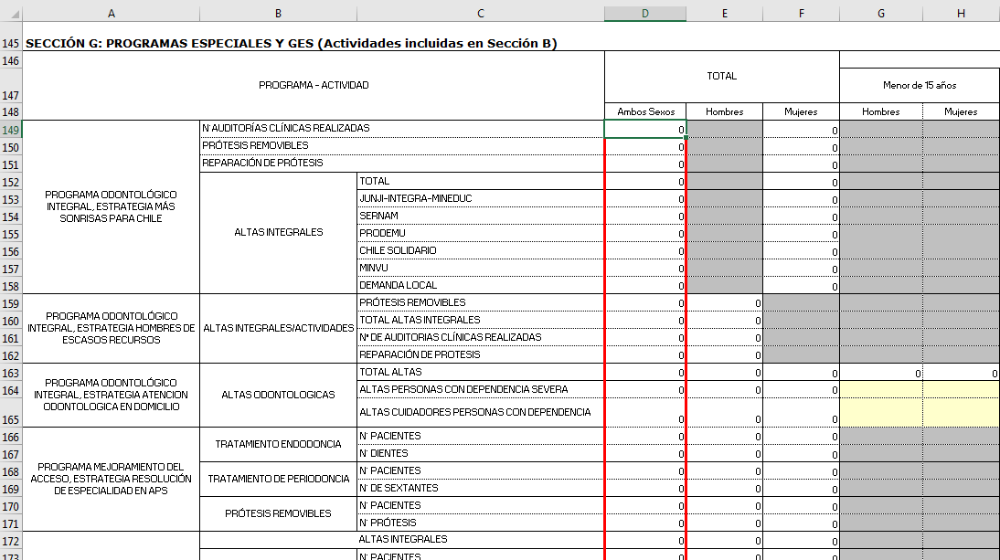 A B C D E F G H
145 SECCIÓN G: PROGRAMAS ESPECIALES Y GES (Actividades incluidas en Sección B)
146
147 PROGRAMA - ACTIVIDAD TOTAL Menor de 15 años
148 Ambos Sexos Hombres Mujeres Hombres Mujeres
PROGRAMA ODONTOLÓGICO
INTEGRAL, ESTRATEGIA MÁS
SONRISAS PARA CHILE
149 N°AUDITORÍAS CLÍNICAS REALIZADAS 0 0
150 PRÓTESIS REMOVIBLES 0 0
151 REPARACIÓN DE PRÓTESIS 0 0
ALTAS INTEGRALES
152 TOTAL 0 0
153 JUNJI-INTEGRA-MINEDUC 0 0
154 SERNAM 0 0
155 PRODEMU 0 0
156 CHILE SOLIDARIO 0 0
157 MINVU 0 0
158 DEMANDA LOCAL 0 0
PROGRAMA ODONTOLÓGICO
INTEGRAL, ESTRATEGIA HOMBRES DE
ESCASOS RECURSOS
ALTAS INTEGRALES/ACTIVIDADES
159 PRÓTESIS REMOVIBLES 0 0
160 TOTAL ALTAS INTEGRALES 0 0
161 Nº DE AUDITORIAS CLÍNICAS REALIZADAS 0 0
162 REPARACIÓN DE PROTESIS 0 0
PROGRAMA ODONTOLÓGICO
INTEGRAL, ESTRATEGIA ATENCION
ODONTOLOGICA EN DOMICILIO
ALTAS ODONTOLOGICAS
163 TOTAL ALTAS 0 0 0 0 0
164 ALTAS PERSONAS CON DEPENDENCIA SEVERA 0 0 0
165 ALTAS CUIDADORES PERSONAS CON DEPENDENCIA 0 0 0
PROGRAMA MEJORAMIENTO DEL
ACCESO, ESTRATEGIA RESOLUCIÓN
DE ESPECIALIDAD EN APS
TRATAMIENTO ENDODONCIA
166 N° PACIENTES 0 0 0
167 N° DIENTES 0 0 0
TRATAMIENTO DE PERIODONCIA
168 N° PACIENTES 0 0 0
169 N° DE SEXTANTES 0 0 0
PRÓTESIS REMOVIBLES
170 N° PACIENTES 0 0 0
171 N° PRÓTESIS 0 0 0
172 ALTAS INTEGRALES 0 0 0
173 N° PACIENTES 0 0 0